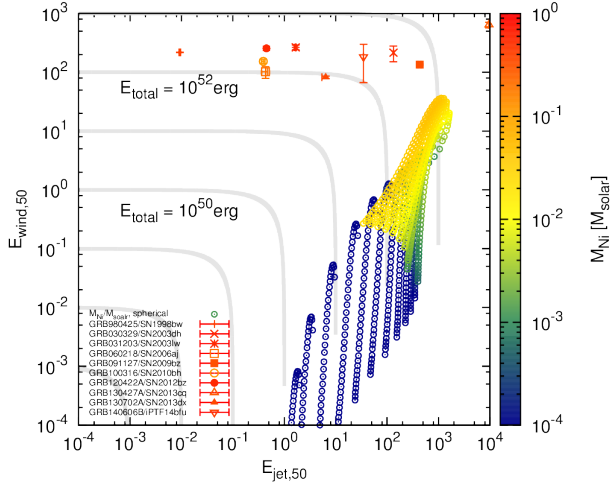 10^3
10^2
10^1
10^0
10^-1
10^-2
10^-3
10^-4
E_wind,50
E_total = 10^52 erg
E_total = 10^50 erg
M_Ni/M_soalr, spherical
GRB980425/SN1998bw
GRB030329/SN2003dh
GRB031203/SN2003lw
GRB060218/SN2006aj
GRB091127/SN2009bz
GRB100316/SN2010bh
GRB120422A/SN2012bz
GRB130427A/SN2013cq
GRB130702A/SN2013dx
GRB140606B/iPTF14bfu
10^-4 10^-3 10^-2 10^-1 10^0 10^1 10^2 10^3 10^4
E_jet,50
10^0
10^-1
10^-2
10^-3
10^-4
M_Ni [M_solar]